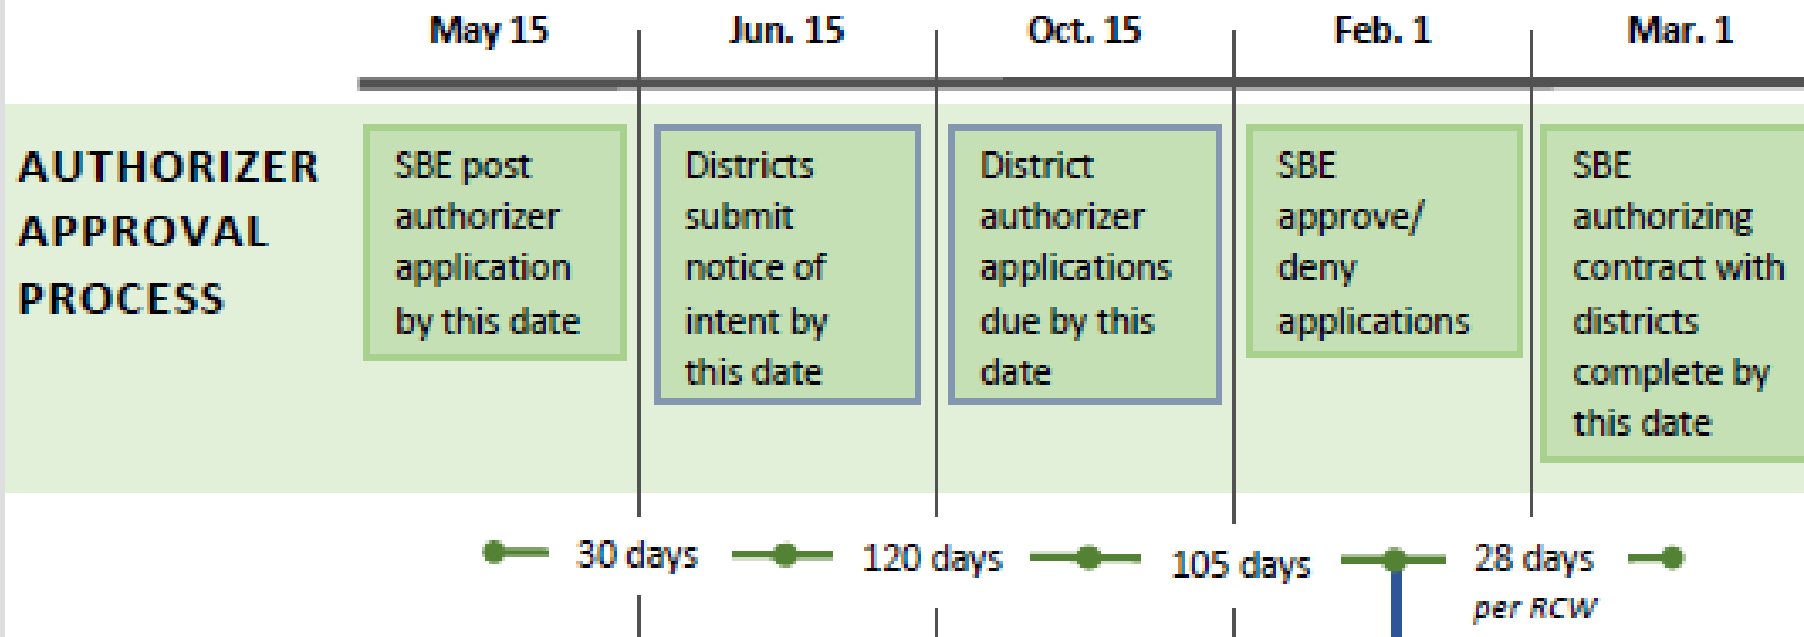 May 15
Jun. 15
Oct. 15
Feb. 1
Mar. 1
AUTHORIZER
APPROVAL
PROCESS
SBE post
authorizer
application
by this date
Districts
submit
notice of
intent by
this date
District
authorizer
applications
due by this
date
SBE
approve/
deny
applications
SBE
authorizing
contract with
districts
complete by
this date
30 days
120 days
105 days
28 days
per RCW